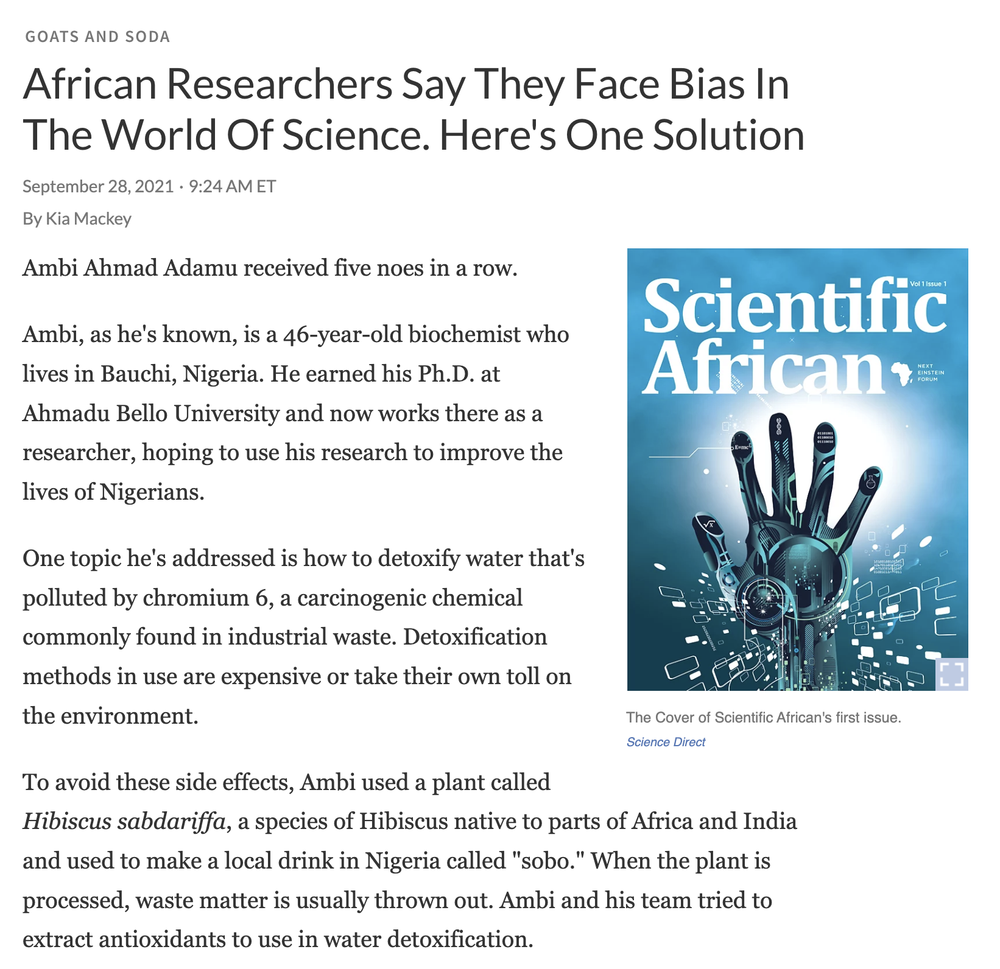 GOATS AND SODA
African Researchers Say They Face Bias In
The World Of Science. Here's One Solution
September 28, 2021 · 9:24 AM ET
By Kia Mackey
Ambi Ahmad Adamu received five noes in a row.
Ambi, as he's known, is a 46-year-old biochemist who
lives in Bauchi, Nigeria. He earned his Ph.D. at
Ahmadu Bello University and now works there as a
researcher, hoping to use his research to improve the
lives of Nigerians.
One topic he's addressed is how to detoxify water that's
polluted by chromium 6, a carcinogenic chemical
commonly found in industrial waste. Detoxification
methods in use are expensive or take their own toll on
the environment.
To avoid these side effects, Ambi used a plant called
Hibiscus sabdariffa, a species of Hibiscus native to parts of Africa and India
and used to make a local drink in Nigeria called "sobo." When the plant is
processed, waste matter is usually thrown out. Ambi and his team tried to
extract antioxidants to use in water detoxification.
Vol 1 Issue 1
Scientific
African
NEXT
EINSTEIN
FORUM
E=mc²
01101001
01100010
01110010
√x
The Cover of Scientific African's first issue.
Science Direct